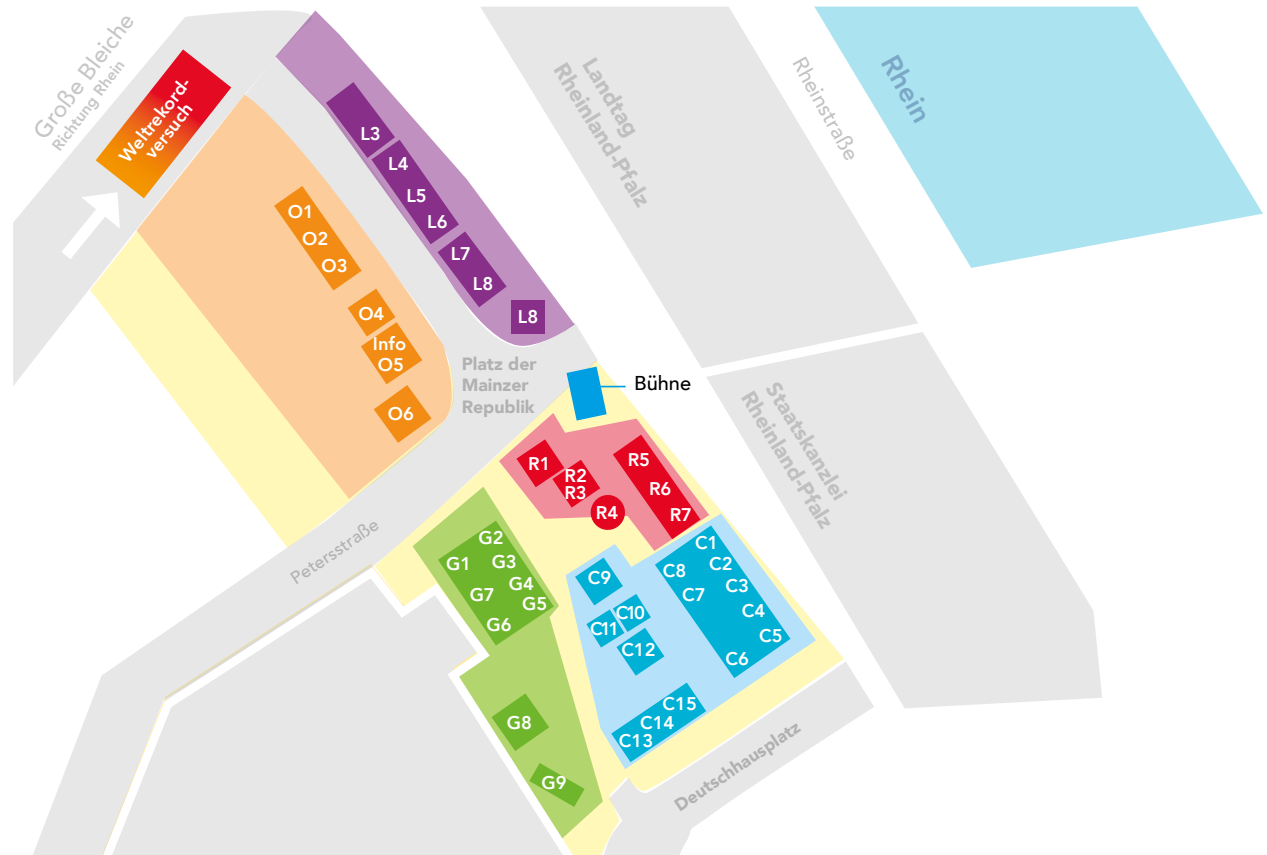 Große Bleiche
Richtung Rhein
Weltrekord-
versuch
L3
L4
L5
L6
L7
L8
L8
O1
O2
O3
O4
Info
O5
O6
Landtag
Rheinland-Pfalz
Rheinstraße
Rhein
Platz der
Mainzer
Republik
Bühne
Staatskanzlei
Rheinland-Pfalz
R1
R2
R3
R4
R5
R6
R7
Petersstraße
G1
G2
G3
G4
G5
G6
G7
G8
G9
C1
C2
C3
C4
C5
C6
C7
C8
C9
C10
C11
C12
C15
C14
C13
Deutschhausplatz